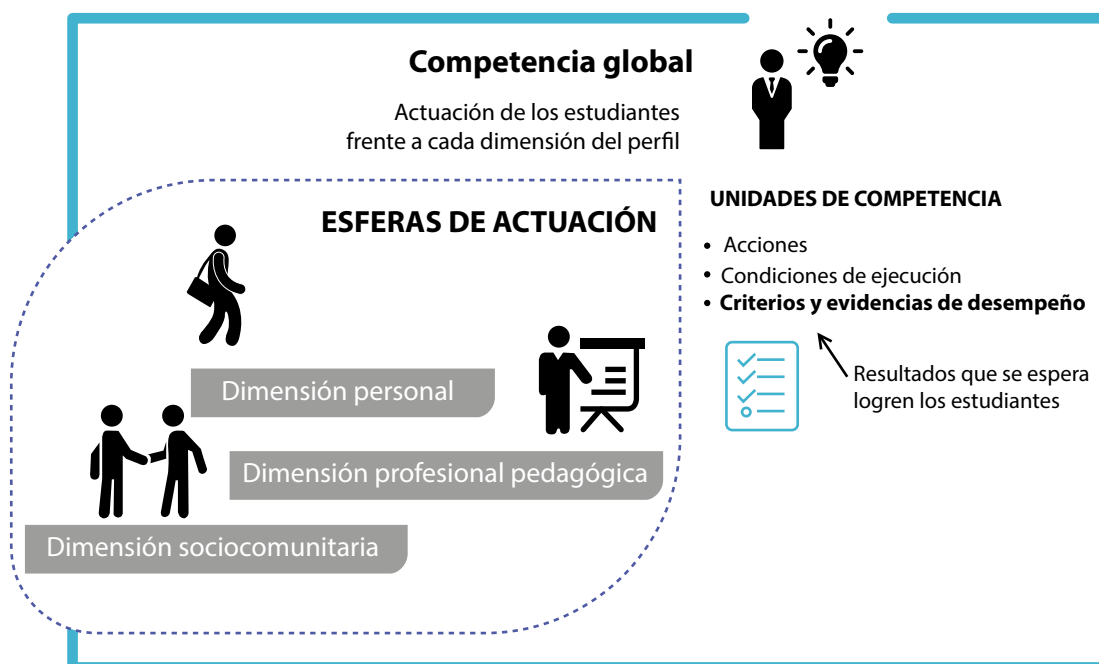 Competencia global
Actuación de los estudiantes
frente a cada dimensión del perfil
ESFERAS DE ACTUACIÓN
Dimensión personal
Dimensión profesional pedagógica
Dimensión sociocomunitaria
UNIDADES DE COMPETENCIA
• Acciones
• Condiciones de ejecución
• Criterios y evidencias de desempeño
Resultados que se espera
logren los estudiantes